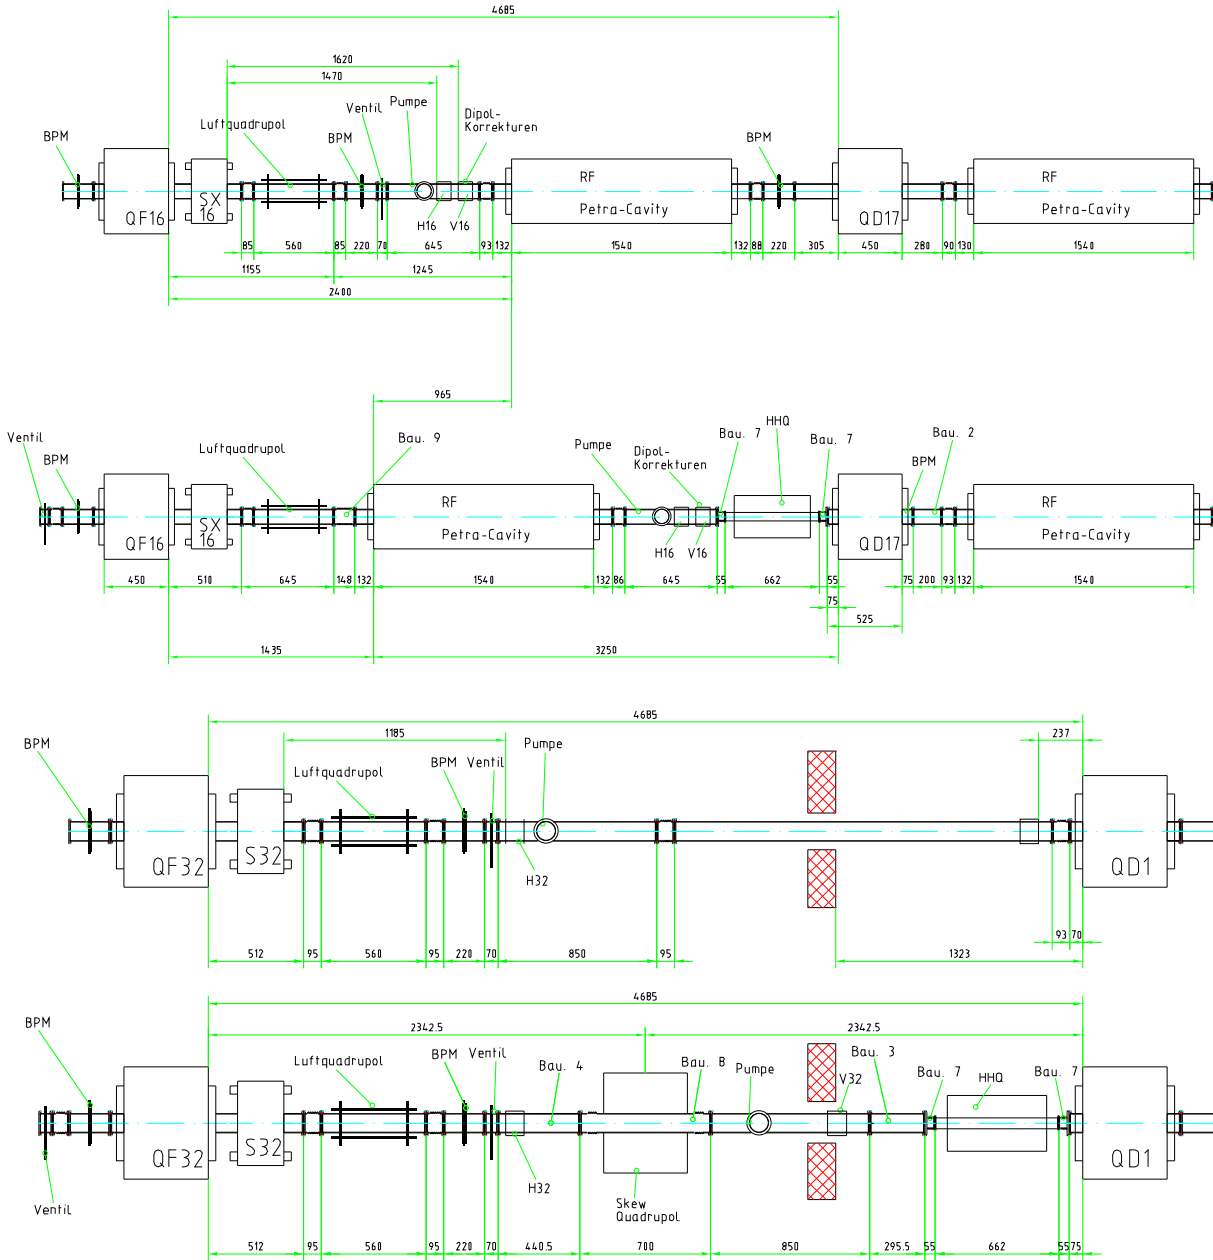 4685
1620
1470
BPM
Luftquadrupol
Ventil
Pumpe
BPM
Dipol-
Korrekturen
BPM
QF16
SX
16
H16
V16
RF
Petra-Cavity
QD17
RF
Petra-Cavity
85
560
85
220
70
645
93
132
1540
132
88
220
305
450
280
90
130
1540
1155
1245
2400
965
Ventil
BPM
Luftquadrupol
Bau. 9
Pumpe
Dipol-
Korrekturen
Bau. 7
HHQ
Bau. 7
BPM
Bau. 2
QF16
SX
16
RF
Petra-Cavity
H16
V16
QD17
RF
Petra-Cavity
450
510
645
148
132
1540
132
86
645
55
662
55
75
200
93
132
1540
75
525
1435
3250
4685
1185
237
BPM
Luftquadrupol
BPM
Ventil
Pumpe
QF32
S32
H32
QD1
93
70
512
95
560
95
220
70
850
95
1323
4685
2342.5
2342.5
BPM
Luftquadrupol
BPM
Ventil
Bau. 4
Bau. 8
Pumpe
V32
Bau. 3
Bau. 7
HHQ
Bau. 7
QF32
S32
H32
QD1
Ventil
Skew
Quadrupol
512
95
560
95
220
70
440.5
700
850
295.5
55
662
55
75